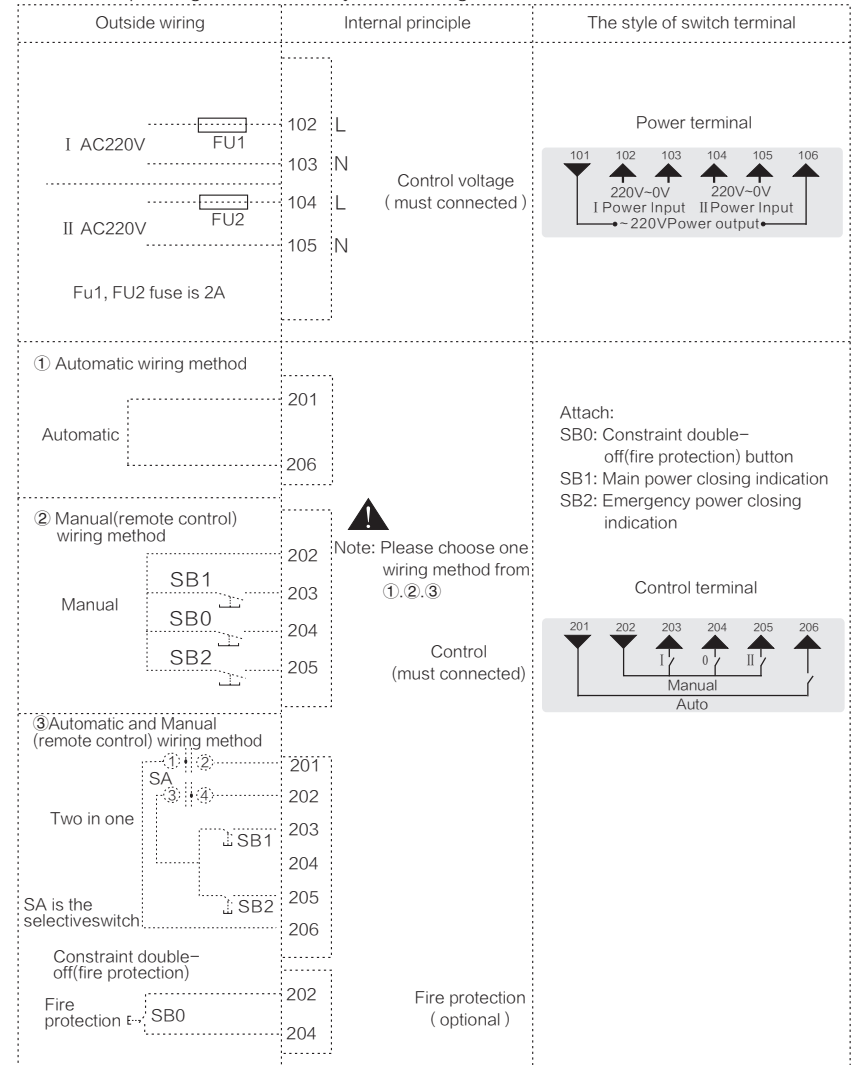 Outside wiring
Internal principle
The style of switch terminal
I AC220V
FU1
102 L
103 N
II AC220V
FU2
104 L
105 N
Fu1, FU2 fuse is 2A
Control voltage
( must connected )
Power terminal
101 102 103 104 105 106
220V~0V 220V~0V
I Power Input II Power Input
~220VPower output
① Automatic wiring method
Automatic
201
206
Attach:
SB0: Constraint double-
off(fire protection) button
SB1: Main power closing indication
SB2: Emergency power closing
indication
② Manual(remote control)
wiring method
Manual
SB1
SB0
SB2
202
203
204
205
!
Note: Please choose one
wiring method from
①.②.③
Control
(must connected)
Control terminal
201 202 203 204 205 206
I 0 II
Manual
Auto
③Automatic and Manual
(remote control) wiring method
① ②
SA
③ ④
Two in one
SB1
SB2
SA is the
selectiveswitch
201
202
203
204
205
206
Constraint double-
off(fire protection)
Fire
protection
SB0
202
204
Fire protection
( optional )